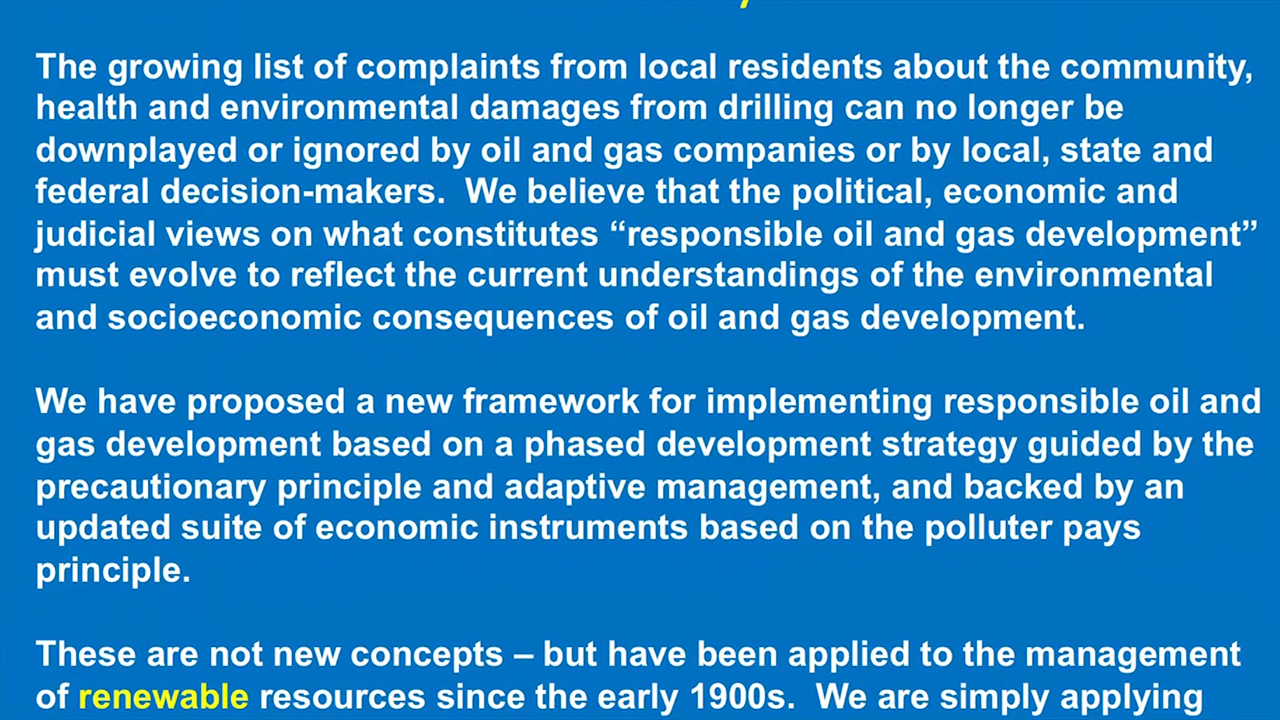 The growing list of complaints from local residents about the community,
health and environmental damages from drilling can no longer be
downplayed or ignored by oil and gas companies or by local, state and
federal decision-makers.  We believe that the political, economic and
judicial views on what constitutes “responsible oil and gas development”
must evolve to reflect the current understandings of the environmental
and socioeconomic consequences of oil and gas development.
We have proposed a new framework for implementing responsible oil and
gas development based on a phased development strategy guided by the
precautionary principle and adaptive management, and backed by an
updated suite of economic instruments based on the polluter pays
principle.
These are not new concepts – but have been applied to the management
of renewable resources since the early 1900s.  We are simply applying